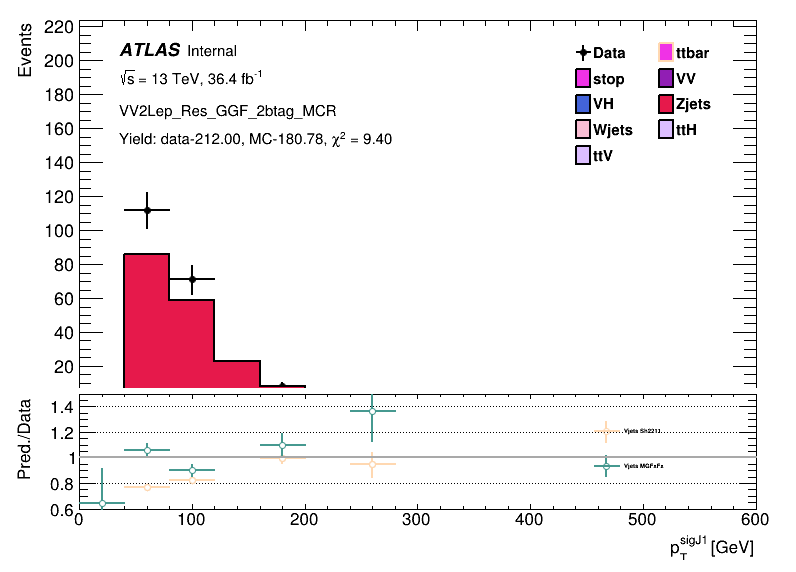 Events
220
200
180
160
140
120
100
80
60
40
20
ATLAS Internal
√s = 13 TeV, 36.4 fb⁻¹
VV2Lep_Res_GGF_2btag_MCR
Yield: data-212.00, MC-180.78, χ² = 9.40
Data
ttbar
stop
VV
VH
Zjets
Wjets
ttH
ttV
Pred./Data
1.4
1.2
1
0.8
0.6
Vjets Sh2211
Vjets MGFxFx
0 100 200 300 400 500 600
p_T^sigJ1 [GeV]